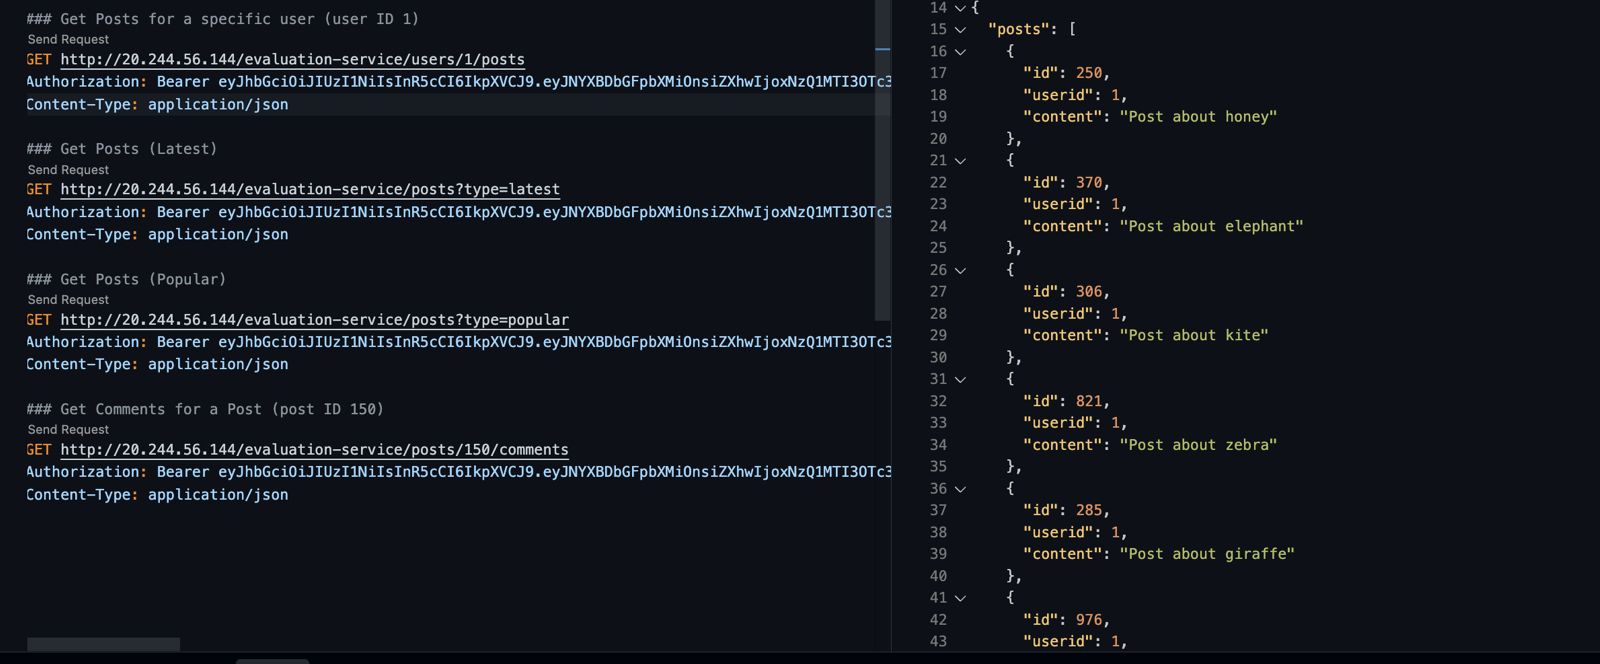 ### Get Posts for a specific user (user ID 1)
Send Request
GET http://20.244.56.144/evaluation-service/users/1/posts
Authorization: Bearer eyJhbGciOiJIUzI1NiIsInR5cCI6IkpXVCJ9.eyJNYXBDbGFpbXMiOnsiZXhwIjoxNzQ1MTI3OTc3
Content-Type: application/json
### Get Posts (Latest)
Send Request
GET http://20.244.56.144/evaluation-service/posts?type=latest
Authorization: Bearer eyJhbGciOiJIUzI1NiIsInR5cCI6IkpXVCJ9.eyJNYXBDbGFpbXMiOnsiZXhwIjoxNzQ1MTI3OTc3
Content-Type: application/json
### Get Posts (Popular)
Send Request
GET http://20.244.56.144/evaluation-service/posts?type=popular
Authorization: Bearer eyJhbGciOiJIUzI1NiIsInR5cCI6IkpXVCJ9.eyJNYXBDbGFpbXMiOnsiZXhwIjoxNzQ1MTI3OTc3
Content-Type: application/json
### Get Comments for a Post (post ID 150)
Send Request
GET http://20.244.56.144/evaluation-service/posts/150/comments
Authorization: Bearer eyJhbGciOiJIUzI1NiIsInR5cCI6IkpXVCJ9.eyJNYXBDbGFpbXMiOnsiZXhwIjoxNzQ1MTI3OTc3
Content-Type: application/json
14 {
15 "posts": [
16 {
17 "id": 250,
18 "userid": 1,
19 "content": "Post about honey"
20 },
21 {
22 "id": 370,
23 "userid": 1,
24 "content": "Post about elephant"
25 },
26 {
27 "id": 306,
28 "userid": 1,
29 "content": "Post about kite"
30 },
31 {
32 "id": 821,
33 "userid": 1,
34 "content": "Post about zebra"
35 },
36 {
37 "id": 285,
38 "userid": 1,
39 "content": "Post about giraffe"
40 },
41 {
42 "id": 976,
43 "userid": 1,